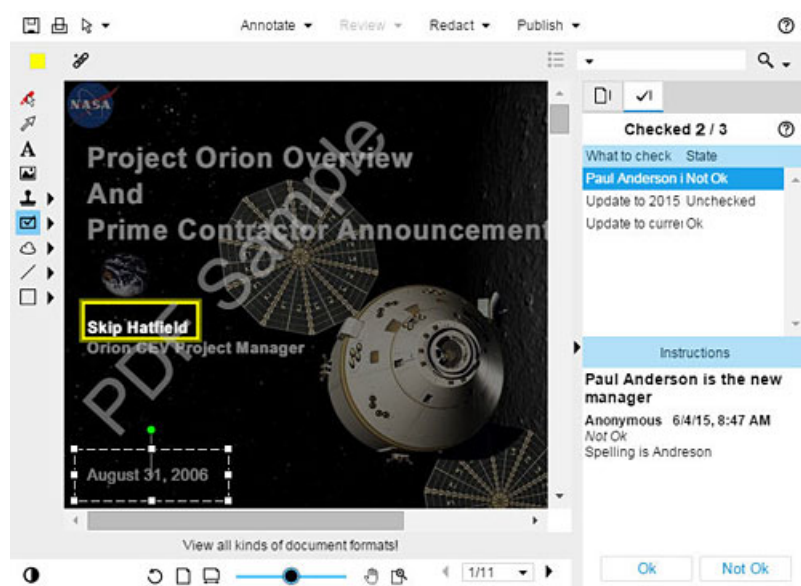 Annotate Review Redact Publish
NASA
Project Orion Overview
And
Prime Contractor Announcement
PDF Sample
Skip Hatfield
Orion CEV Project Manager
August 31, 2006
View all kinds of document formats!
1/11
Checked 2 / 3
What to check State
Paul Anderson i Not Ok
Update to 2015 Unchecked
Update to curre Ok
Instructions
Paul Anderson is the new
manager
Anonymous 6/4/15, 8:47 AM
Not Ok
Spelling is Andreson
Ok Not Ok